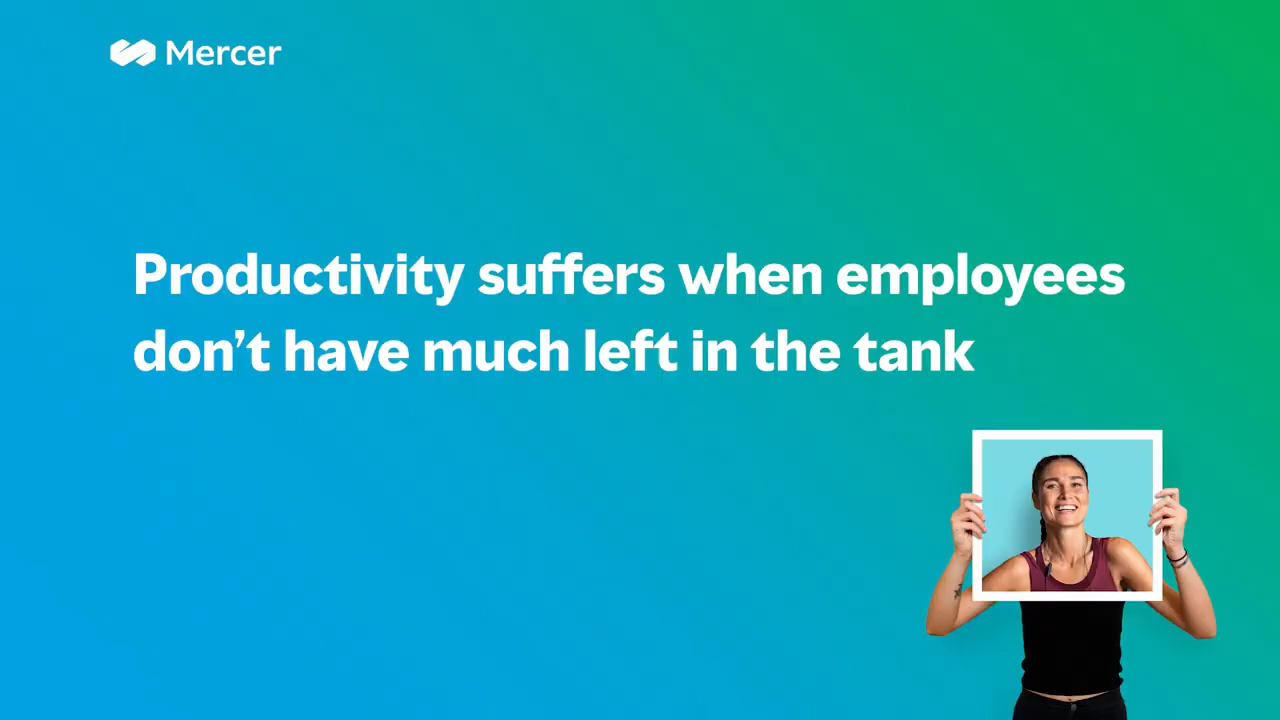 Mercer
Productivity suffers when employees
don’t have much left in the tank